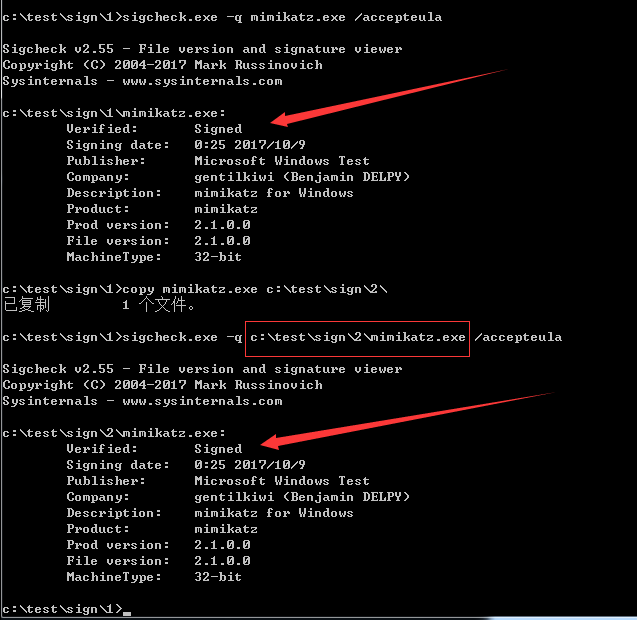 c:\test\sign\1>sigcheck.exe -q mimikatz.exe /accepteula
Sigcheck v2.55 - File version and signature viewer
Copyright (C) 2004-2017 Mark Russinovich
Sysinternals - www.sysinternals.com
c:\test\sign\1\mimikatz.exe:
Verified: Signed
Signing date: 0:25 2017/10/9
Publisher: Microsoft Windows Test
Company: gentilkiwi (Benjamin DELPY)
Description: mimikatz for Windows
Product: mimikatz
Prod version: 2.1.0.0
File version: 2.1.0.0
MachineType: 32-bit
c:\test\sign\1>copy mimikatz.exe c:\test\sign\2\
已复制 1 个文件。
c:\test\sign\1>sigcheck.exe -q c:\test\sign\2\mimikatz.exe /accepteula
Sigcheck v2.55 - File version and signature viewer
Copyright (C) 2004-2017 Mark Russinovich
Sysinternals - www.sysinternals.com
c:\test\sign\2\mimikatz.exe:
Verified: Signed
Signing date: 0:25 2017/10/9
Publisher: Microsoft Windows Test
Company: gentilkiwi (Benjamin DELPY)
Description: mimikatz for Windows
Product: mimikatz
Prod version: 2.1.0.0
File version: 2.1.0.0
MachineType: 32-bit
c:\test\sign\1>